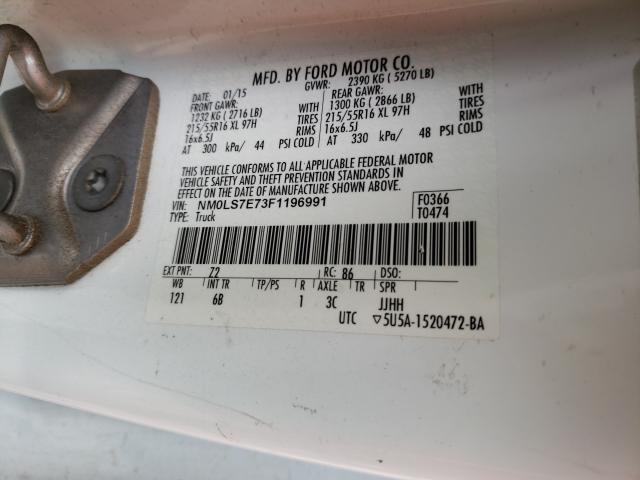 MFD. BY FORD MOTOR CO.
DATE: 01/15 GVWR: 2390 KG ( 5270 LB)
FRONT GAWR: REAR GAWR:
1232 KG ( 2716 LB) WITH 1300 KG ( 2866 LB) WITH
215/55R16 XL 97H TIRES 215/55R16 XL 97H TIRES
16x6.5J RIMS 16x6.5J RIMS
AT 300 kPa/ 44 PSI COLD AT 330 kPa/ 48 PSI COLD
THIS VEHICLE CONFORMS TO ALL APPLICABLE FEDERAL MOTOR
VEHICLE SAFETY AND THEFT PREVENTION STANDARDS IN
EFFECT ON THE DATE OF MANUFACTURE SHOWN ABOVE.
VIN: NM0LS7E73F1196991 F0366
TYPE: Truck T0474
EXT PNT: Z2 RC: 86 DSO:
WB INT TR TP/PS R AXLE TR SPR
121 6B 1 3C JJHH
UTC ▽5U5A-1520472-BA